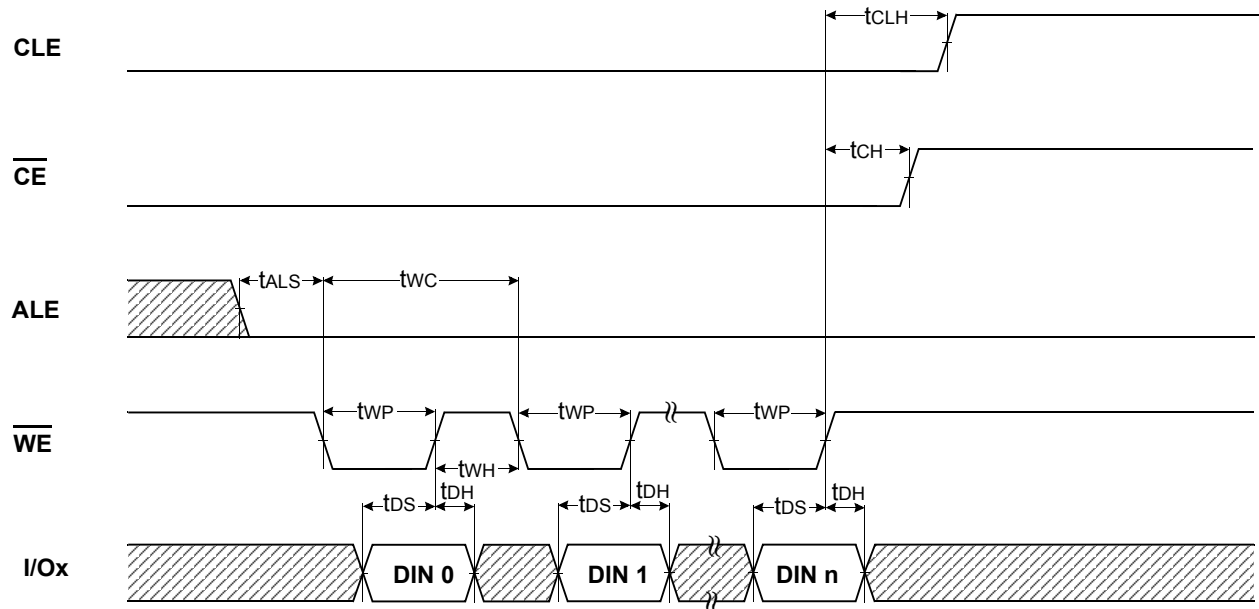 CLE
tCLH
CE
tCH
ALE
tALS
tWC
WE
tWP
tWP
tWP
tWH
tDS
tDH
tDS
tDH
tDS
tDH
I/Ox
DIN 0
DIN 1
DIN n